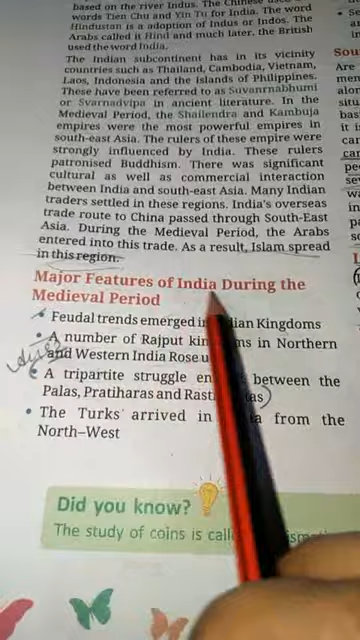 based on the river Indus. The Chinese used
words Tien Chu and Yin Tu for India. The word
Hindustan is a adoption of Indus or Indos. The
Arabs called it Hind and much later, the British
used the word India.
The Indian subcontinent has in its vicinity
countries such as Thailand, Cambodia, Vietnam,
Laos, Indonesia and the Islands of Philippines.
These have been referred to as Suvarnabhumi
or Svarnadvipa in ancient literature. In the
Medieval Period, the Shailendra and Kambuja
empires were the most powerful empires in
south-east Asia. The rulers of these empire were
strongly influenced by India. These rulers
patronised Buddhism. There was significant
cultural as well as commercial interaction
between India and south-east Asia. Many Indian
traders settled in these regions. India's overseas
trade route to China passed through South-East
Asia. During the Medieval Period, the Arabs
entered into this trade. As a result, Islam spread
in this region.
Major Features of India During the
Medieval Period
Feudal trends emerged in Indian Kingdoms
• A number of Rajput in Northern
and Western India Rose
A tripartite struggle between the
Palas, Pratiharas and
• The Turks arrived in from the
North–West
Did you know?
The study of coins is
Sou
Are